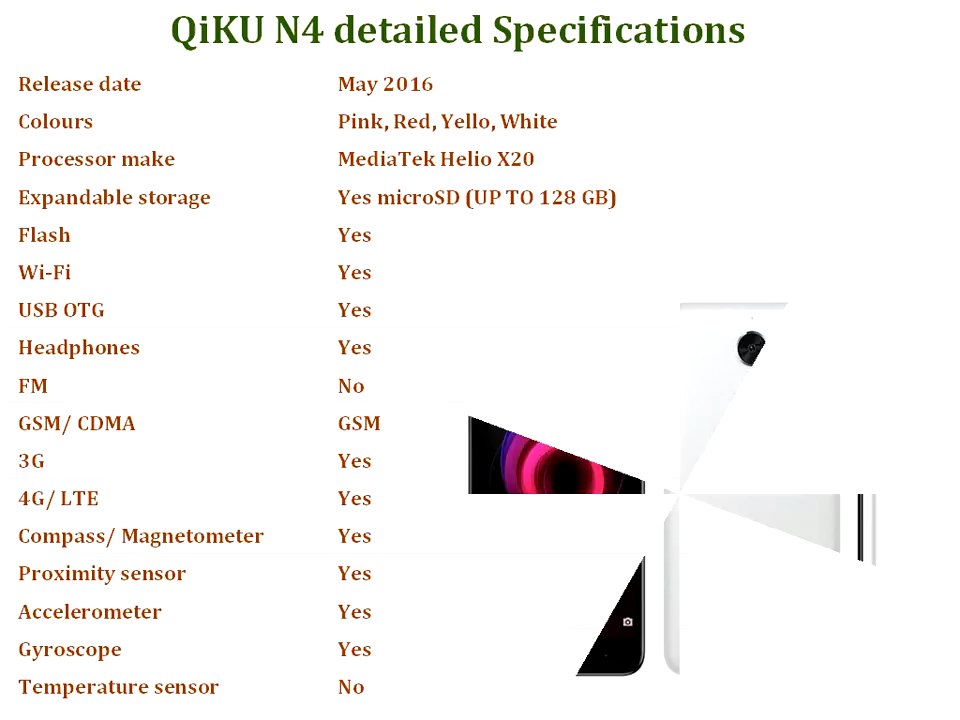 QiKU N4 detailed Specifications
Release date May 2016
Colours Pink, Red, Yello, White
Processor make MediaTek Helio X20
Expandable storage Yes microSD (UP TO 128 GB)
Flash Yes
Wi-Fi Yes
USB OTG Yes
Headphones Yes
FM No
GSM/ CDMA GSM
3G Yes
4G/ LTE Yes
Compass/ Magnetometer Yes
Proximity sensor Yes
Accelerometer Yes
Gyroscope Yes
Temperature sensor No